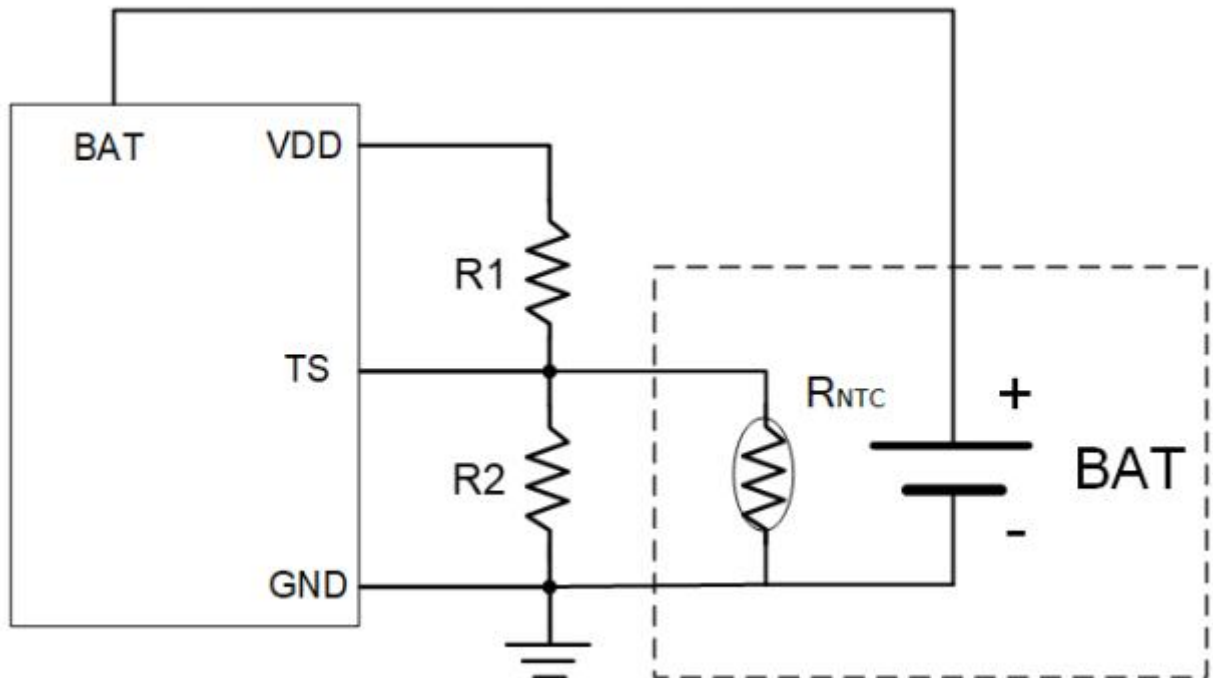 BAT VDD
R1
TS
RNTC
+
R2
BAT
-
GND